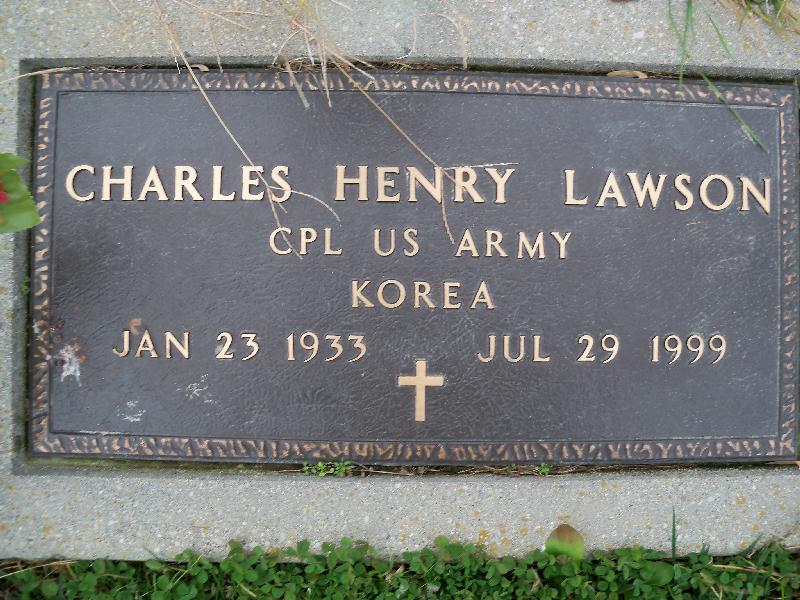 CHARLES HENRY LAWSON
CPL US ARMY
KOREA
JAN 23 1933 JUL 29 1999